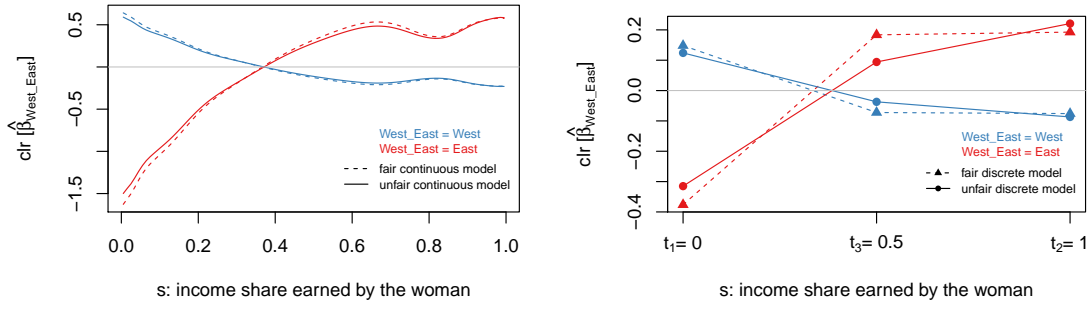 clr [β̂West_East]
0.5
−0.5
−1.5
West_East = West
West_East = East
fair continuous model
unfair continuous model
0.0 0.2 0.4 0.6 0.8 1.0
s: income share earned by the woman
clr [β̂West_East]
0.2
0.0
−0.2
−0.4
West_East = West
West_East = East
fair discrete model
unfair discrete model
t1= 0 t3= 0.5 t2= 1
s: income share earned by the woman